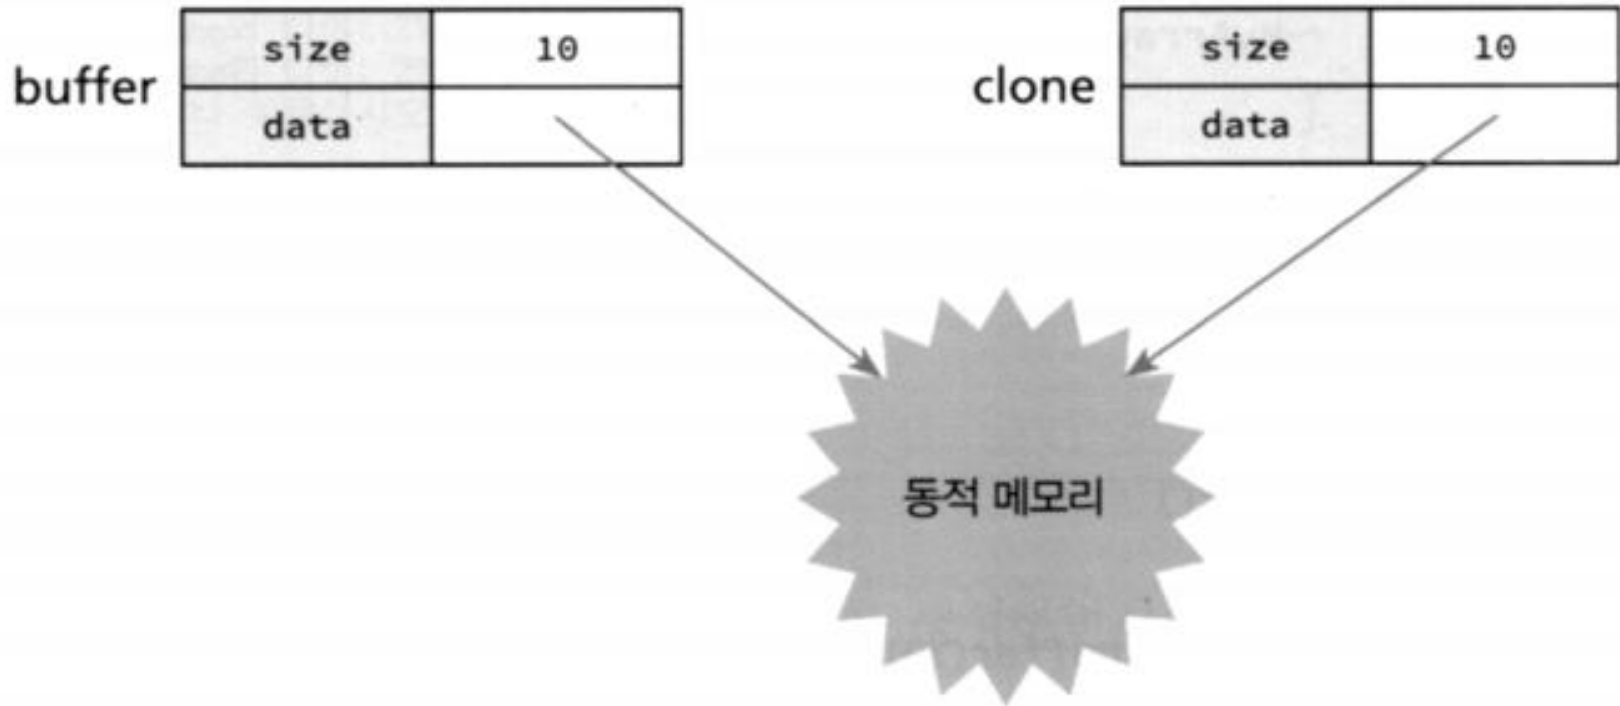 buffer
size 10
data
clone
size 10
data
동적 메모리